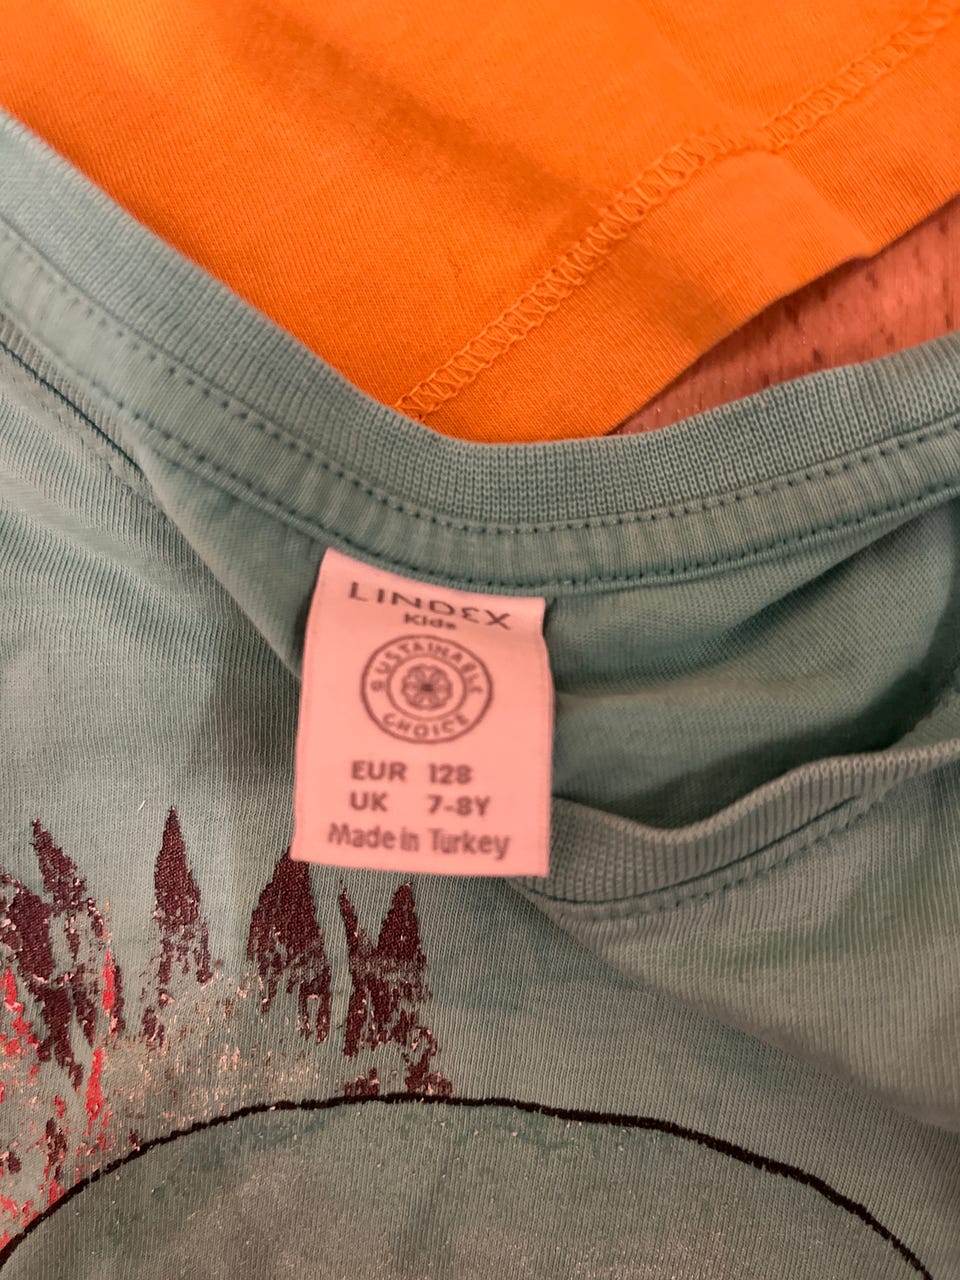 LINDEX
Kids
SUSTAINABLE
CHOICE
EUR 128
UK 7-8Y
Made in Turkey